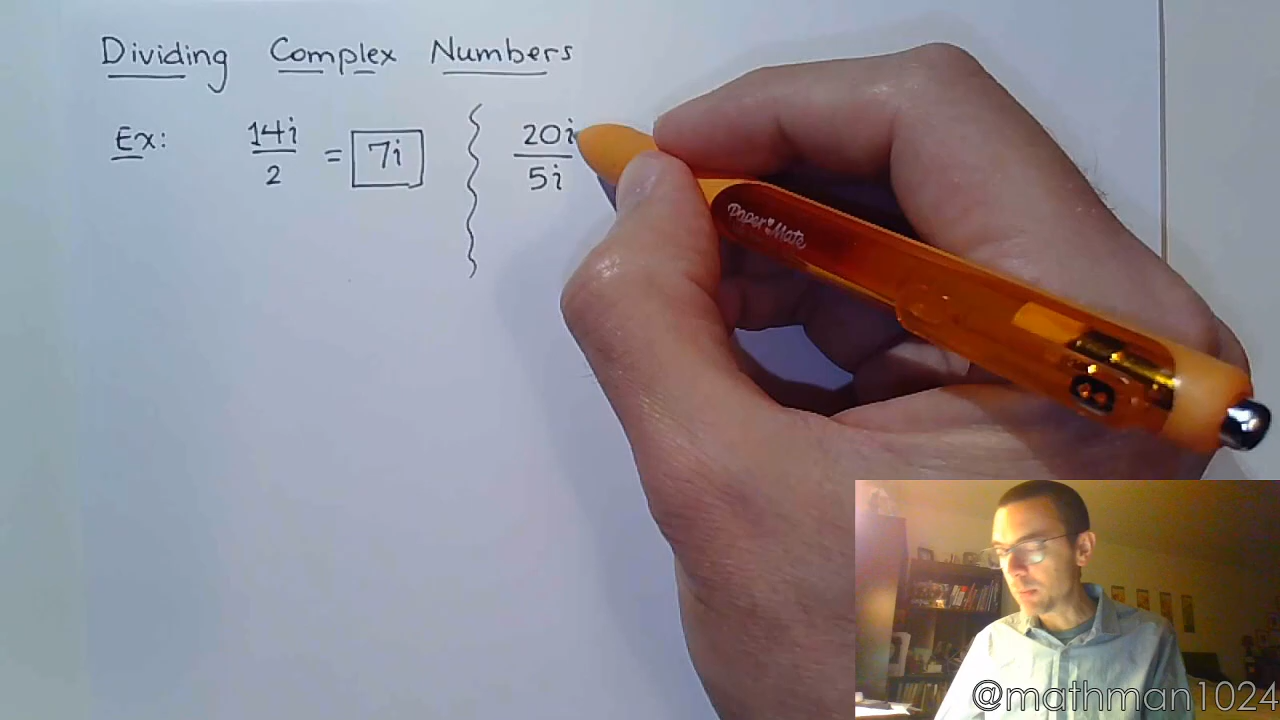 Dividing Complex Numbers
Ex: 14i/2 = 7i 20i/5i
Paper Mate
@mathman1024